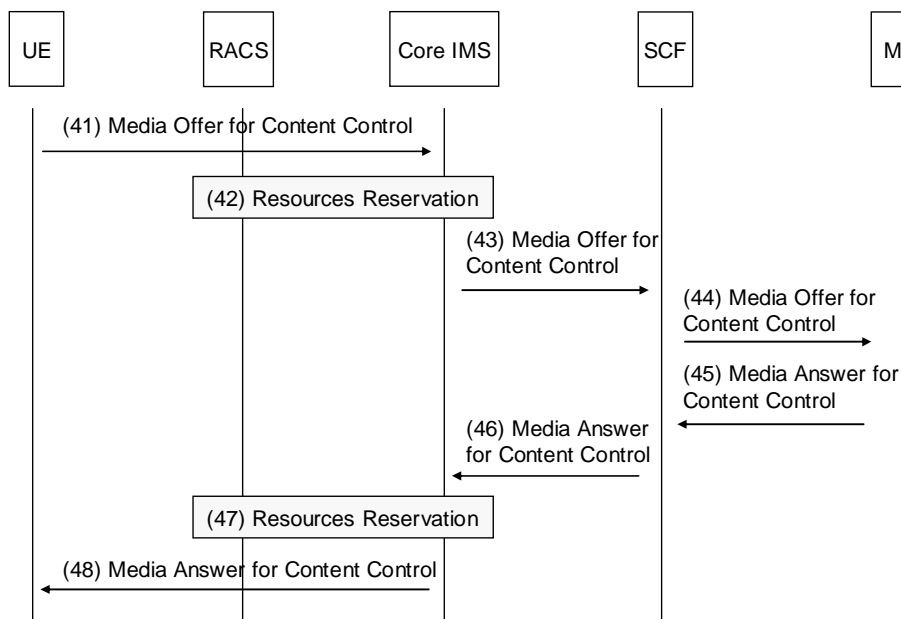 UE
RACS
Core IMS
SCF
M
(41) Media Offer for Content Control
(42) Resources Reservation
(43) Media Offer for
Content Control
(44) Media Offer for
Content Control
(45) Media Answer for
Content Control
(46) Media Answer
for Content Control
(47) Resources Reservation
(48) Media Answer for Content Control